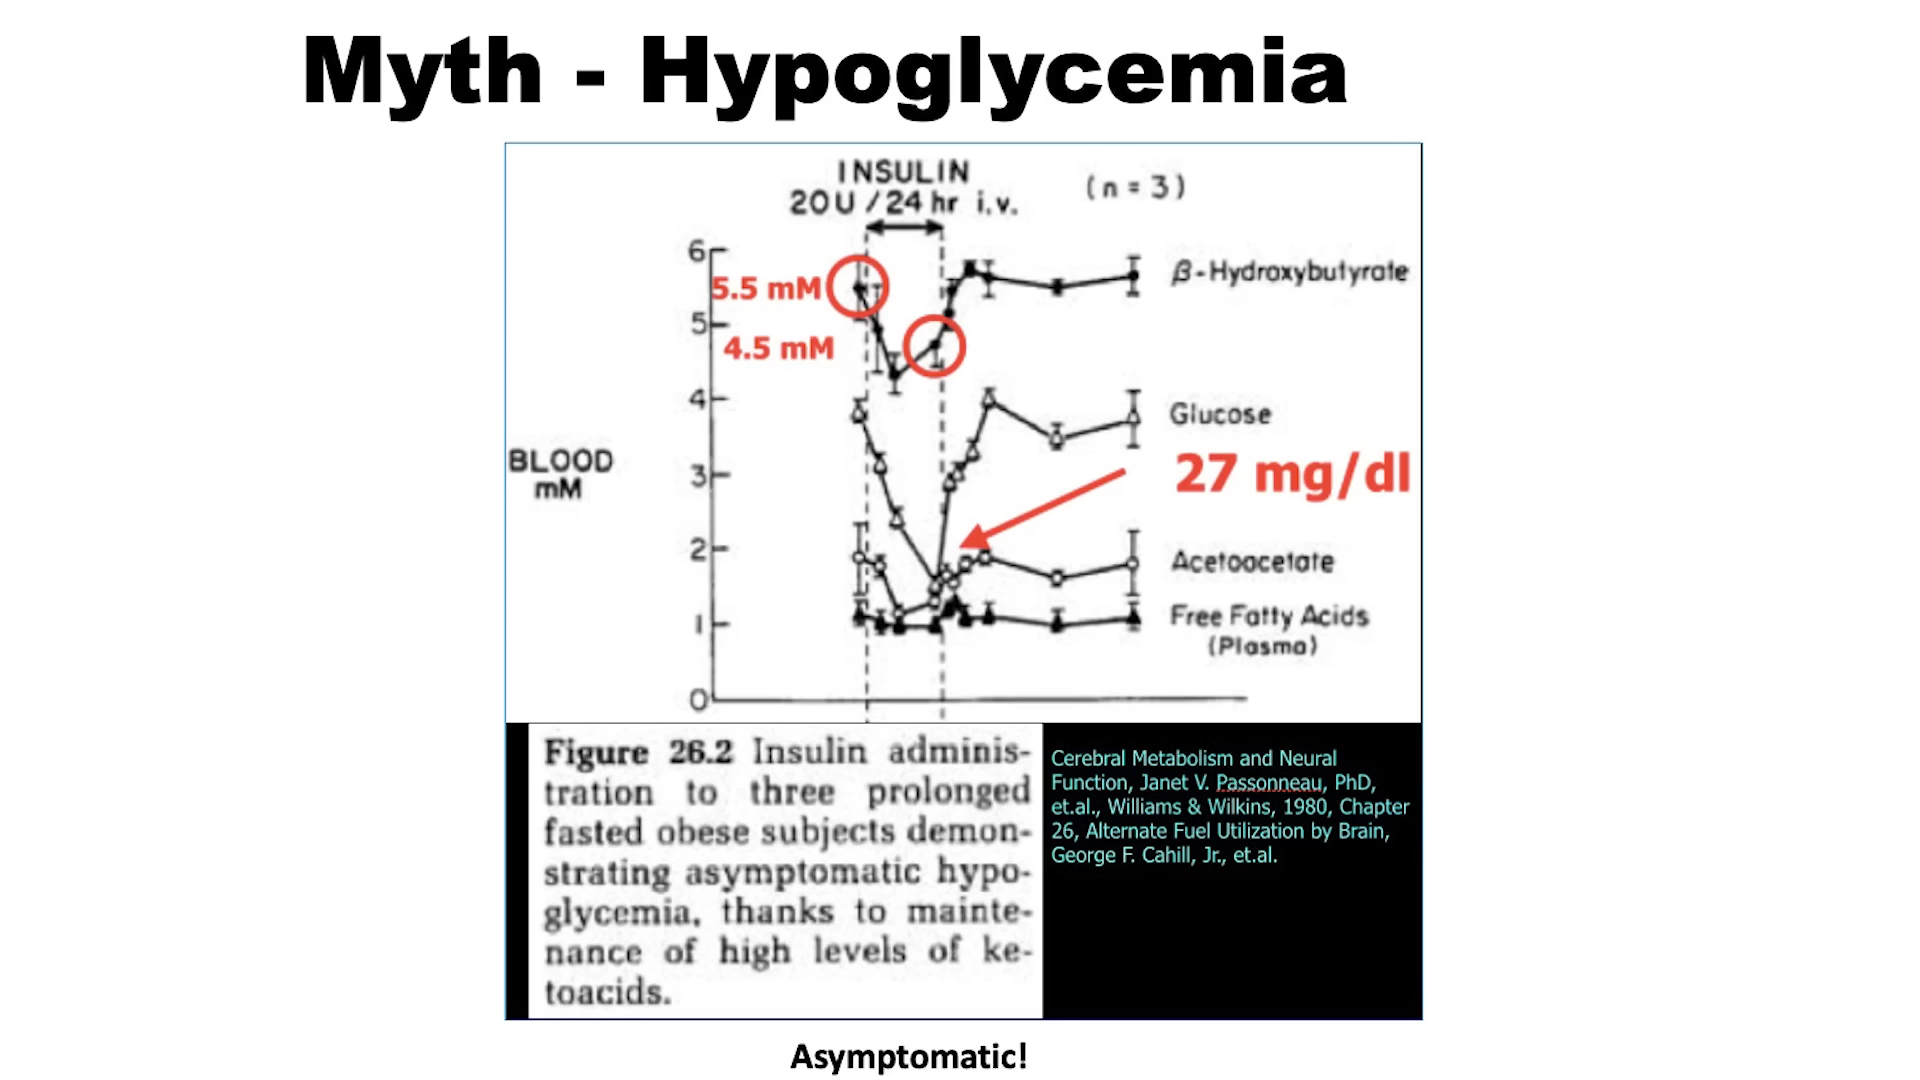 Myth - Hypoglycemia
INSULIN
20U / 24 hr i.v.
(n = 3)
6
5.5 mM
β-Hydroxybutyrate
5
4.5 mM
4
Glucose
BLOOD
mM
3
27 mg/dl
2
Acetoacetate
1
Free Fatty Acids
(Plasma)
0
Figure 26.2 Insulin adminis-
tration to three prolonged
fasted obese subjects demon-
strating asymptomatic hypo-
glycemia, thanks to mainte-
nance of high levels of ke-
toacids.
Cerebral Metabolism and Neural
Function, Janet V. Passonneau, PhD,
et.al., Williams & Wilkins, 1980, Chapter
26, Alternate Fuel Utilization by Brain,
George F. Cahill, Jr., et.al.
Asymptomatic!